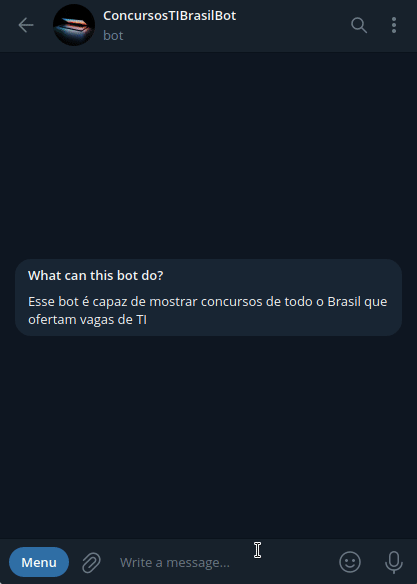 ConcursosTIBrasilBot
bot
What can this bot do?
Esse bot é capaz de mostrar concursos de todo o Brasil que
ofertam vagas de TI
Menu
Write a message...